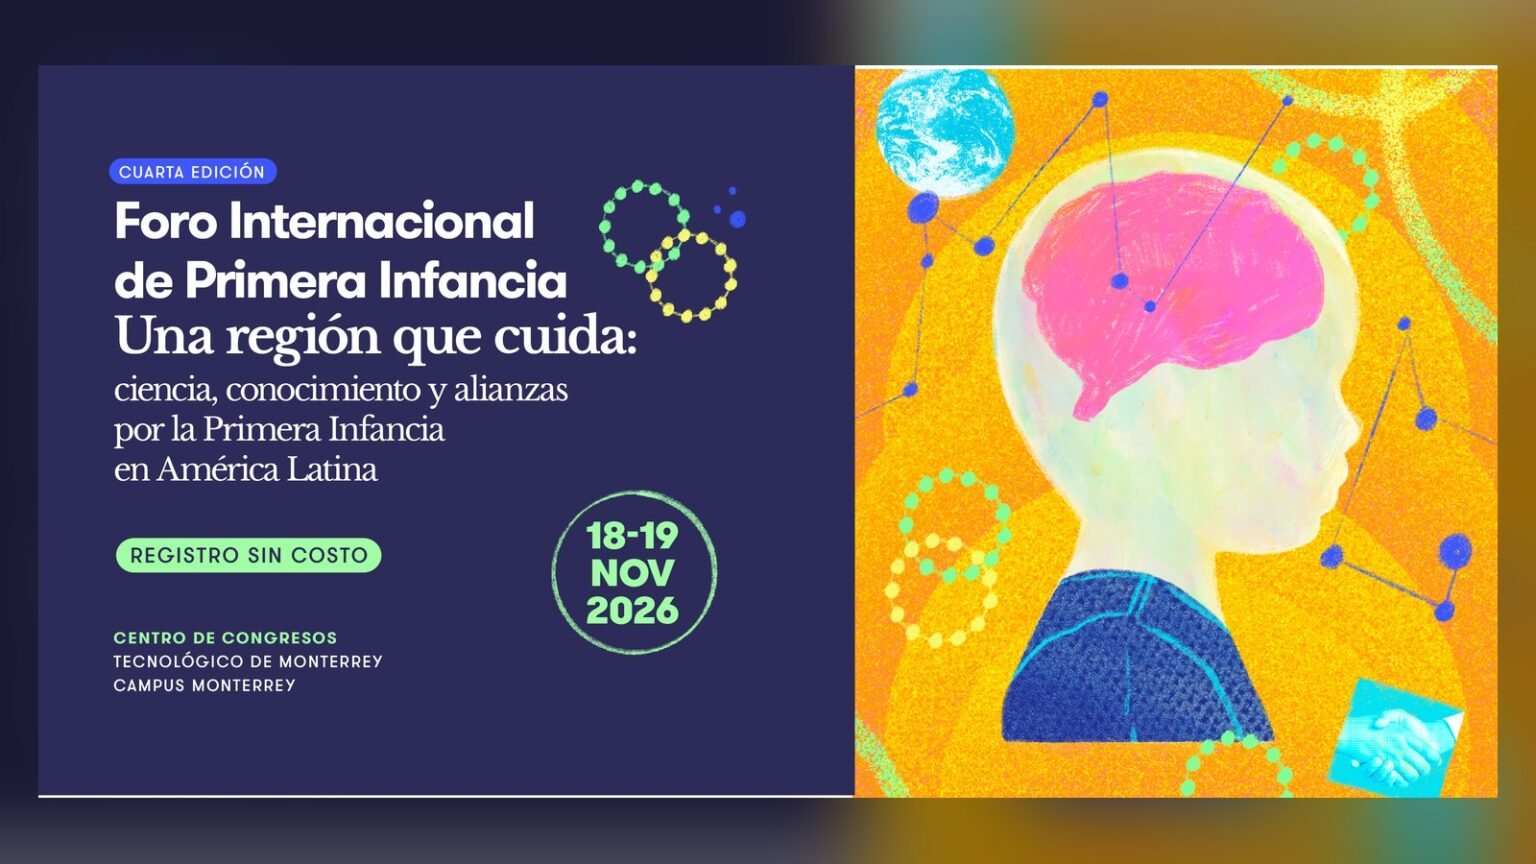 CUARTA EDICIÓN
Foro Internacional
de Primera Infancia
Una región que cuida:
ciencia, conocimiento y alianzas
por la Primera Infancia
en América Latina
REGISTRO SIN COSTO
18-19
NOV
2026
CENTRO DE CONGRESOS
TECNOLÓGICO DE MONTERREY
CAMPUS MONTERREY